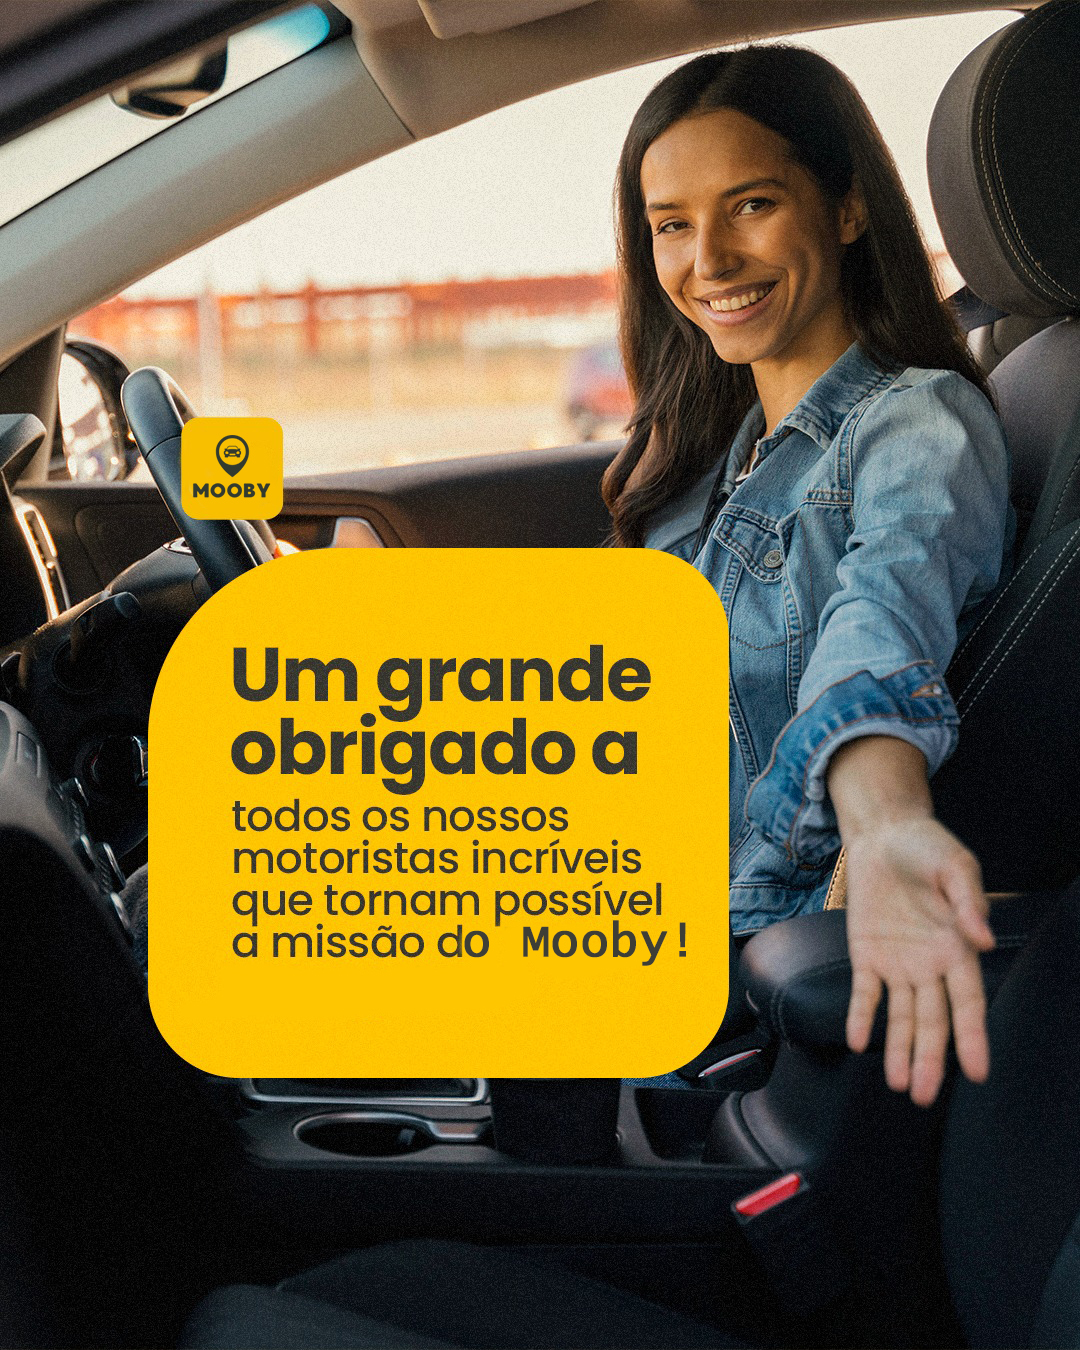 MOOBY
Um grande
obrigado a
todos os nossos
motoristas incríveis
que tornam possível
a missão do Mooby!